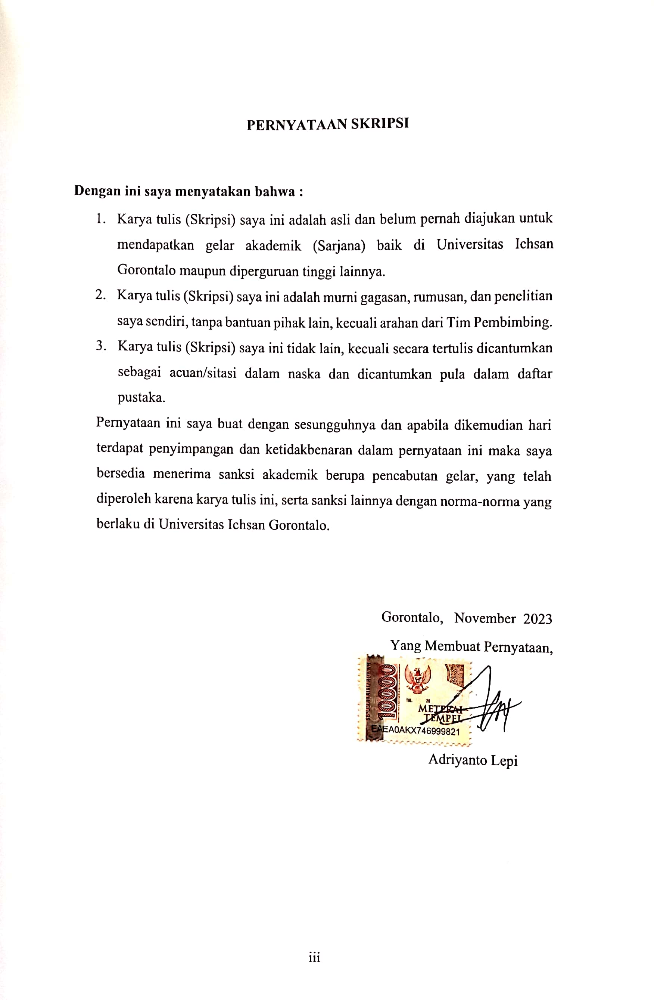 PERNYATAAN SKRIPSI
Dengan ini saya menyatakan bahwa :
1. Karya tulis (Skripsi) saya ini adalah asli dan belum pernah diajukan untuk
mendapatkan gelar akademik (Sarjana) baik di Universitas Ichsan
Gorontalo maupun diperguruan tinggi lainnya.
2. Karya tulis (Skripsi) saya ini adalah murni gagasan, rumusan, dan penelitian
saya sendiri, tanpa bantuan pihak lain, kecuali arahan dari Tim Pembimbing.
3. Karya tulis (Skripsi) saya ini tidak lain, kecuali secara tertulis dicantumkan
sebagai acuan/sitasi dalam naska dan dicantumkan pula dalam daftar
pustaka.
Pernyataan ini saya buat dengan sesungguhnya dan apabila dikemudian hari
terdapat penyimpangan dan ketidakbenaran dalam pernyataan ini maka saya
bersedia menerima sanksi akademik berupa pencabutan gelar, yang telah
diperoleh karena karya tulis ini, serta sanksi lainnya dengan norma-norma yang
berlaku di Universitas Ichsan Gorontalo.
Gorontalo, November 2023
Yang Membuat Pernyataan,
SEPULUH RIBU RUPIAH
10000
TGL. 20
METERAI
TEMPEL
EAEA0AKX746999821
Adriyanto Lepi
iii